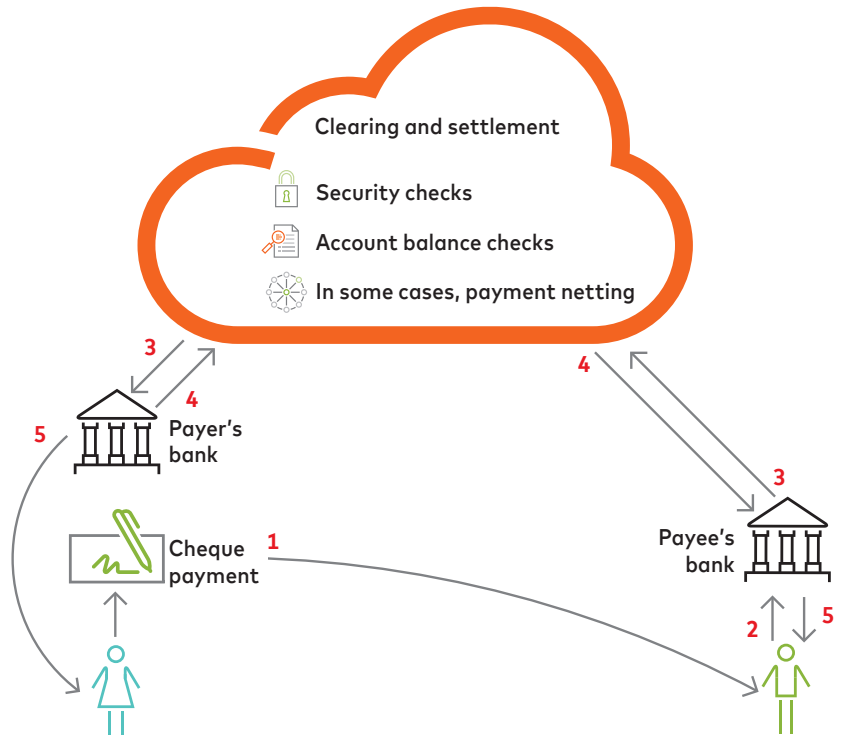 Clearing and settlement
Security checks
Account balance checks
In some cases, payment netting
3
4
4
5
Payer's
bank
3
Payee's
bank
Cheque
payment
1
2
5